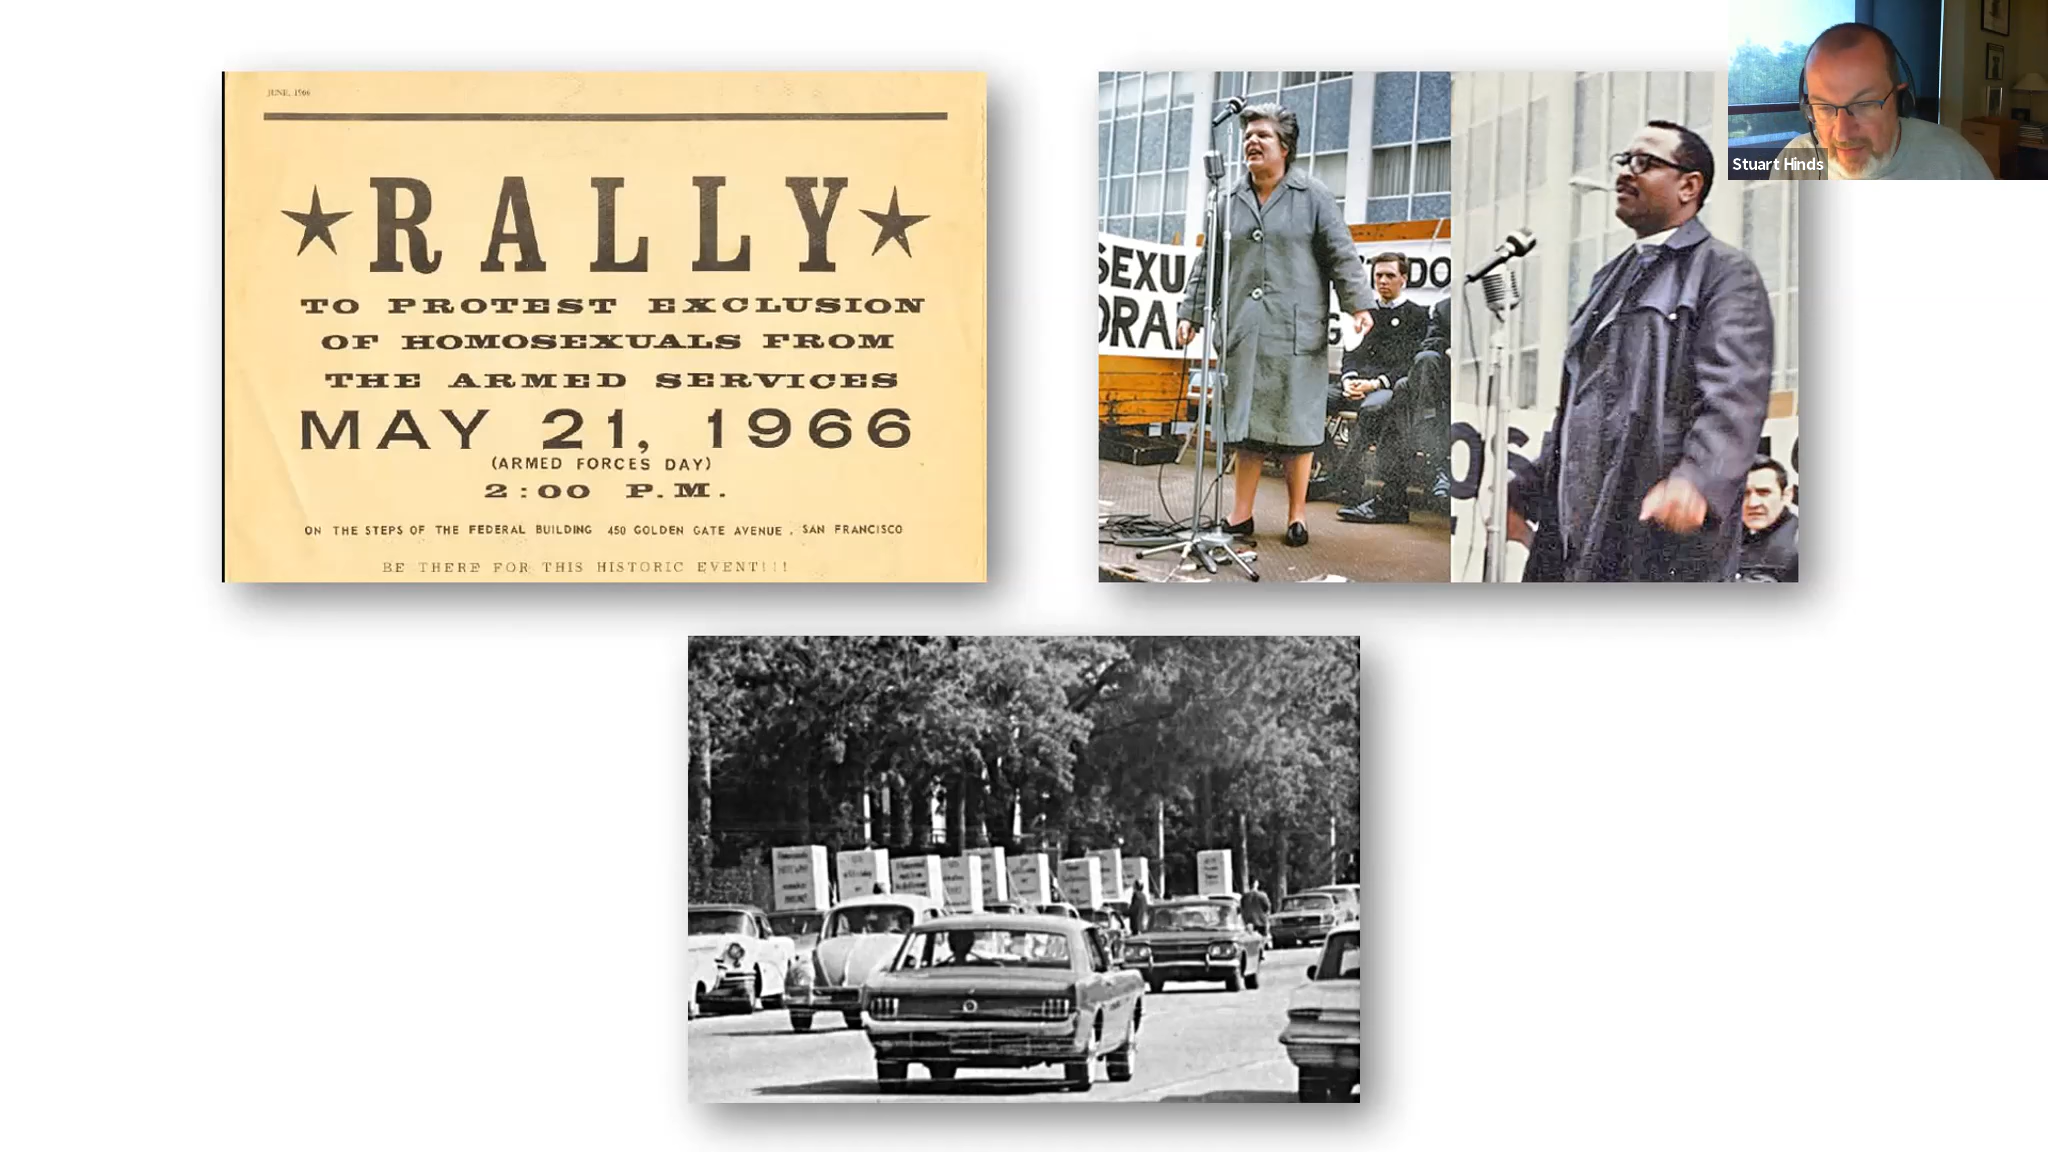 JUNE, 1966
RALLY
TO PROTEST EXCLUSION
OF HOMOSEXUALS FROM
THE ARMED SERVICES
MAY 21, 1966
(ARMED FORCES DAY)
2:00 P.M.
ON THE STEPS OF THE FEDERAL BUILDING 450 GOLDEN GATE AVENUE, SAN FRANCISCO
BE THERE FOR THIS HISTORIC EVENT!!!
SEXU
DO
ORA
G
OS
Stuart Hinds